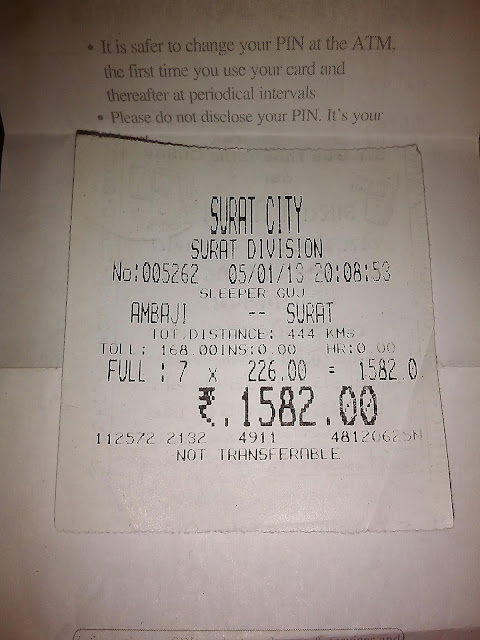 • It is safer to change your PIN at the ATM,
the first time you use your card and
thereafter at periodical intervals
• Please do not disclose your PIN. It's your
SURAT CITY
SURAT DIVISION
No:005262 05/01/13 20:08:53
SLEEPER GUJ
AMBAJI -- SURAT
TOT.DISTANCE: 444 KMs
TOLL: 168.00INS:0.00 HR:0.00
FULL : 7 x 226.00 = 1582.0
₹.1582.00
112572 2132 4911 48120625N
NOT TRANSFERABLE